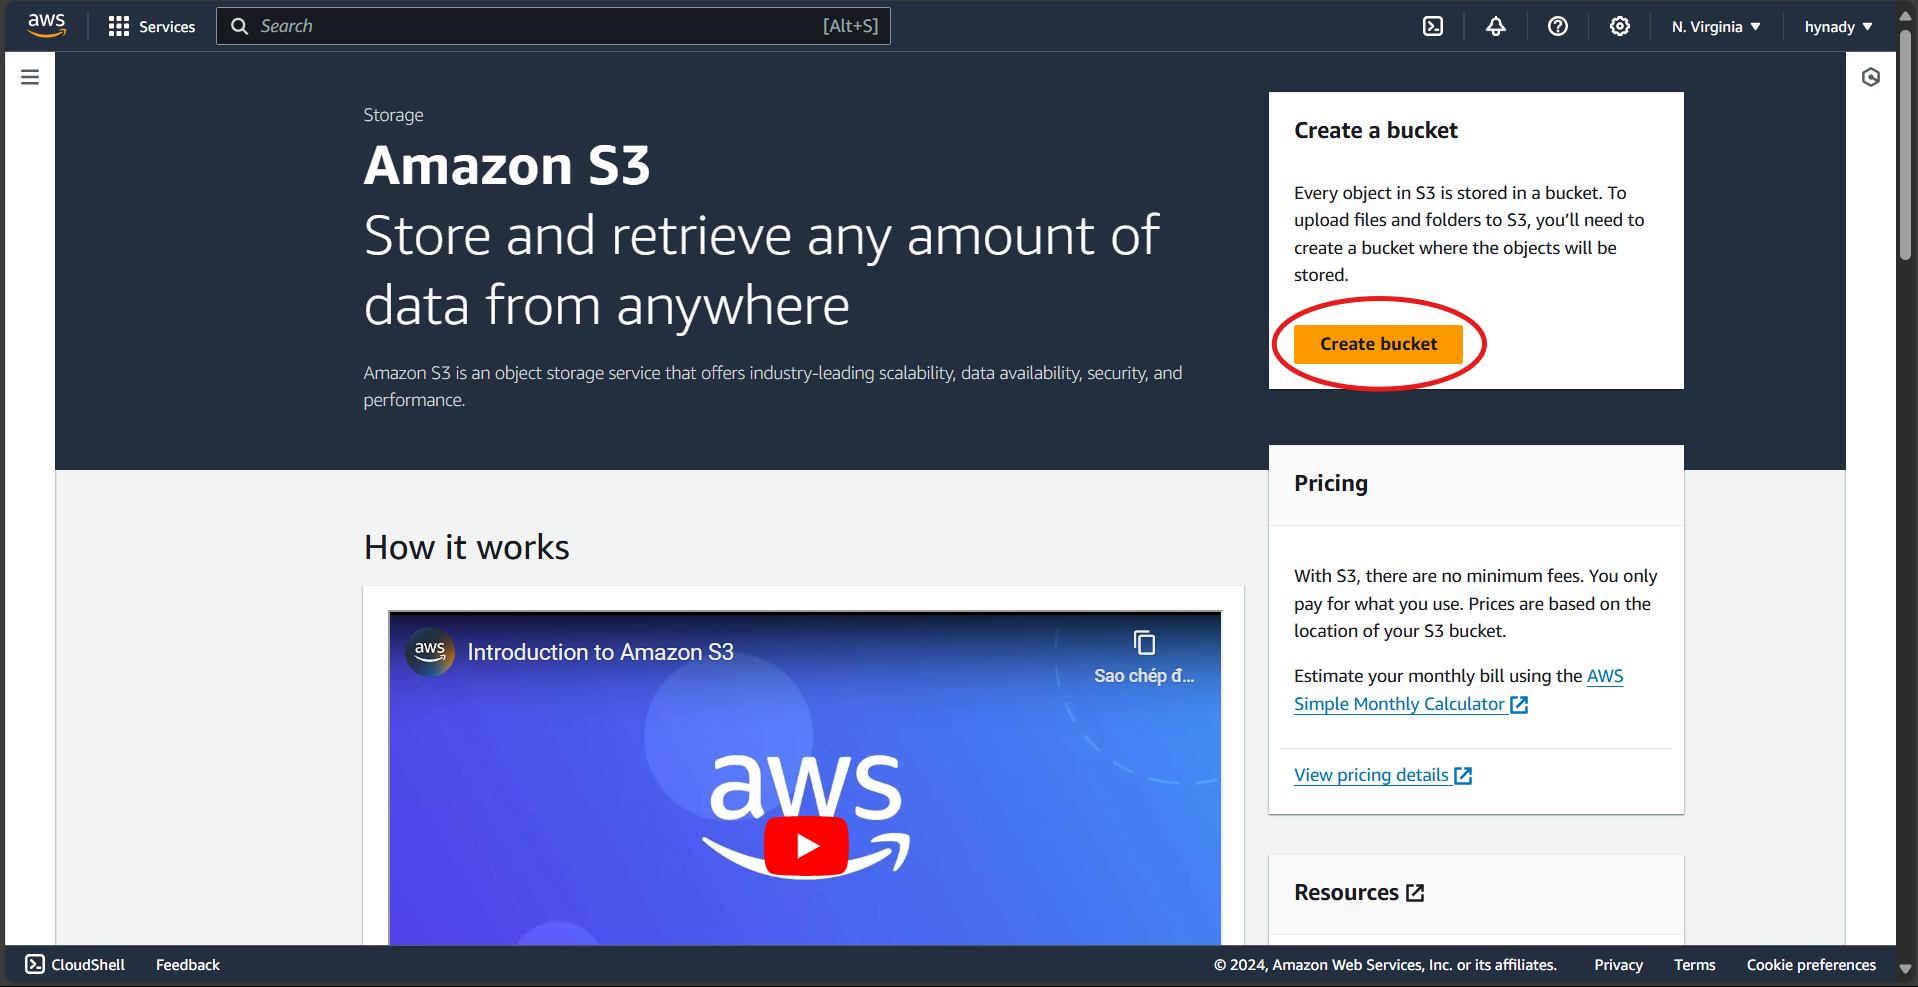 aws
Services
Search
[Alt+S]
N. Virginia
hynady
Storage
Amazon S3
Store and retrieve any amount of
data from anywhere
Amazon S3 is an object storage service that offers industry-leading scalability, data availability, security, and
performance.
Create a bucket
Every object in S3 is stored in a bucket. To
upload files and folders to S3, you’ll need to
create a bucket where the objects will be
stored.
Create bucket
Pricing
With S3, there are no minimum fees. You only
pay for what you use. Prices are based on the
location of your S3 bucket.
Estimate your monthly bill using the AWS
Simple Monthly Calculator
View pricing details
Resources
How it works
aws
Introduction to Amazon S3
Sao chép đ...
aws
CloudShell
Feedback
© 2024, Amazon Web Services, Inc. or its affiliates.
Privacy
Terms
Cookie preferences